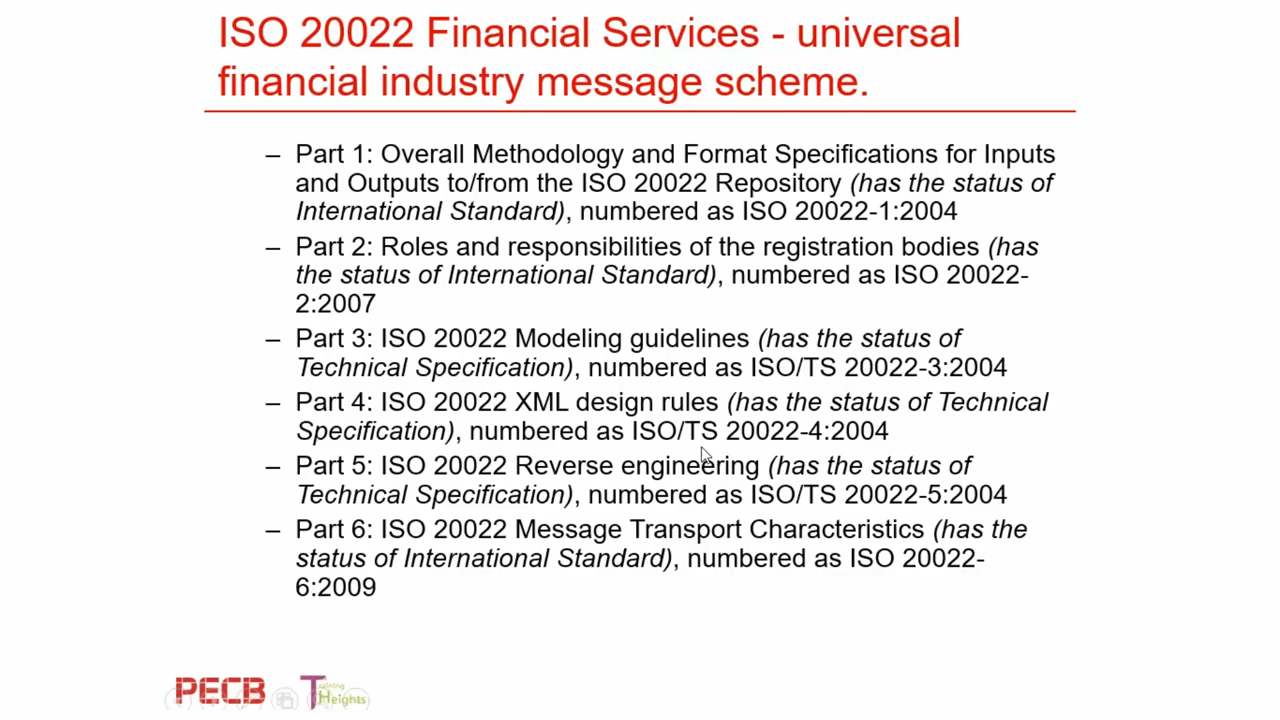 ISO 20022 Financial Services - universal
financial industry message scheme.
– Part 1: Overall Methodology and Format Specifications for Inputs
and Outputs to/from the ISO 20022 Repository (has the status of
International Standard), numbered as ISO 20022-1:2004
– Part 2: Roles and responsibilities of the registration bodies (has
the status of International Standard), numbered as ISO 20022-
2:2007
– Part 3: ISO 20022 Modeling guidelines (has the status of
Technical Specification), numbered as ISO/TS 20022-3:2004
– Part 4: ISO 20022 XML design rules (has the status of Technical
Specification), numbered as ISO/TS 20022-4:2004
– Part 5: ISO 20022 Reverse engineering (has the status of
Technical Specification), numbered as ISO/TS 20022-5:2004
– Part 6: ISO 20022 Message Transport Characteristics (has the
status of International Standard), numbered as ISO 20022-
6:2009
PECB
Training
Heights